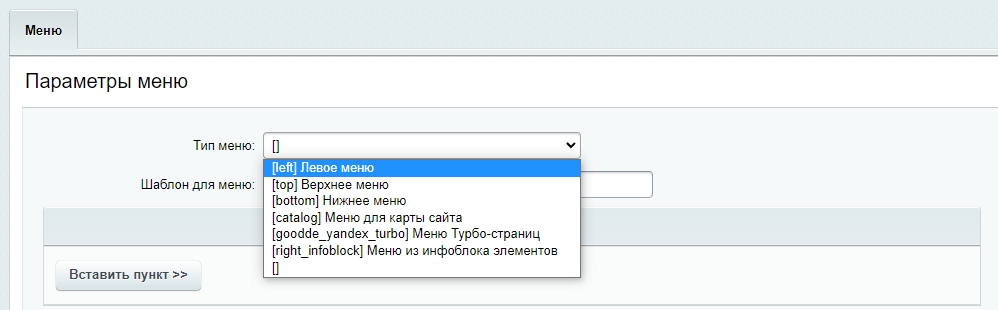 Меню
Параметры меню
Тип меню: []
[left] Левое меню
Шаблон для меню: [top] Верхнее меню
[bottom] Нижнее меню
[catalog] Меню для карты сайта
[goodde_yandex_turbo] Меню Турбо-страниц
[right_infoblock] Меню из инфоблока элементов
Вставить пункт >> []